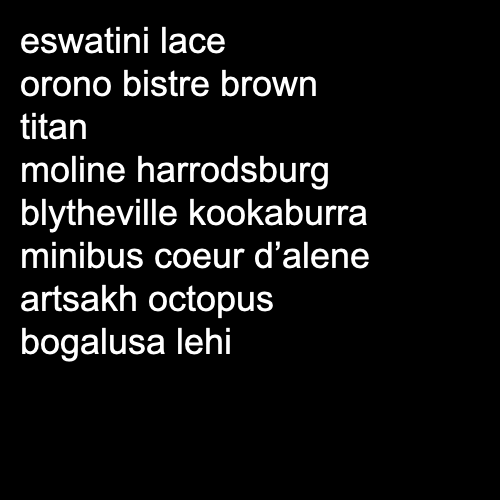 eswatini lace
orono bistre brown
titan
moline harrodsburg
blytheville kookaburra
minibus coeur d’alene
artsakh octopus
bogalusa lehi